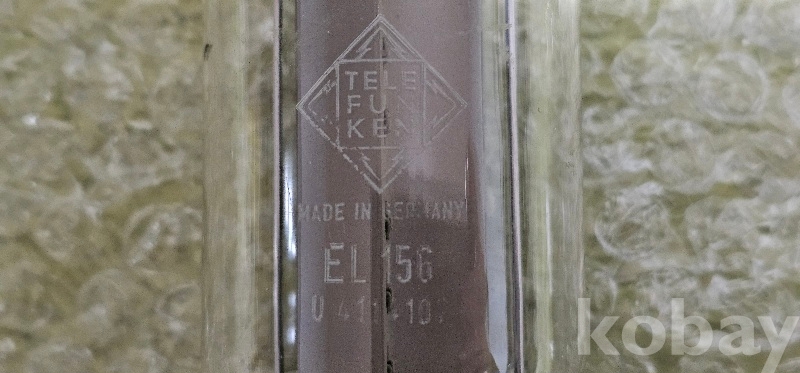 TELE
FUN
KEN
MADE IN GERMANY
EL 156
kobay